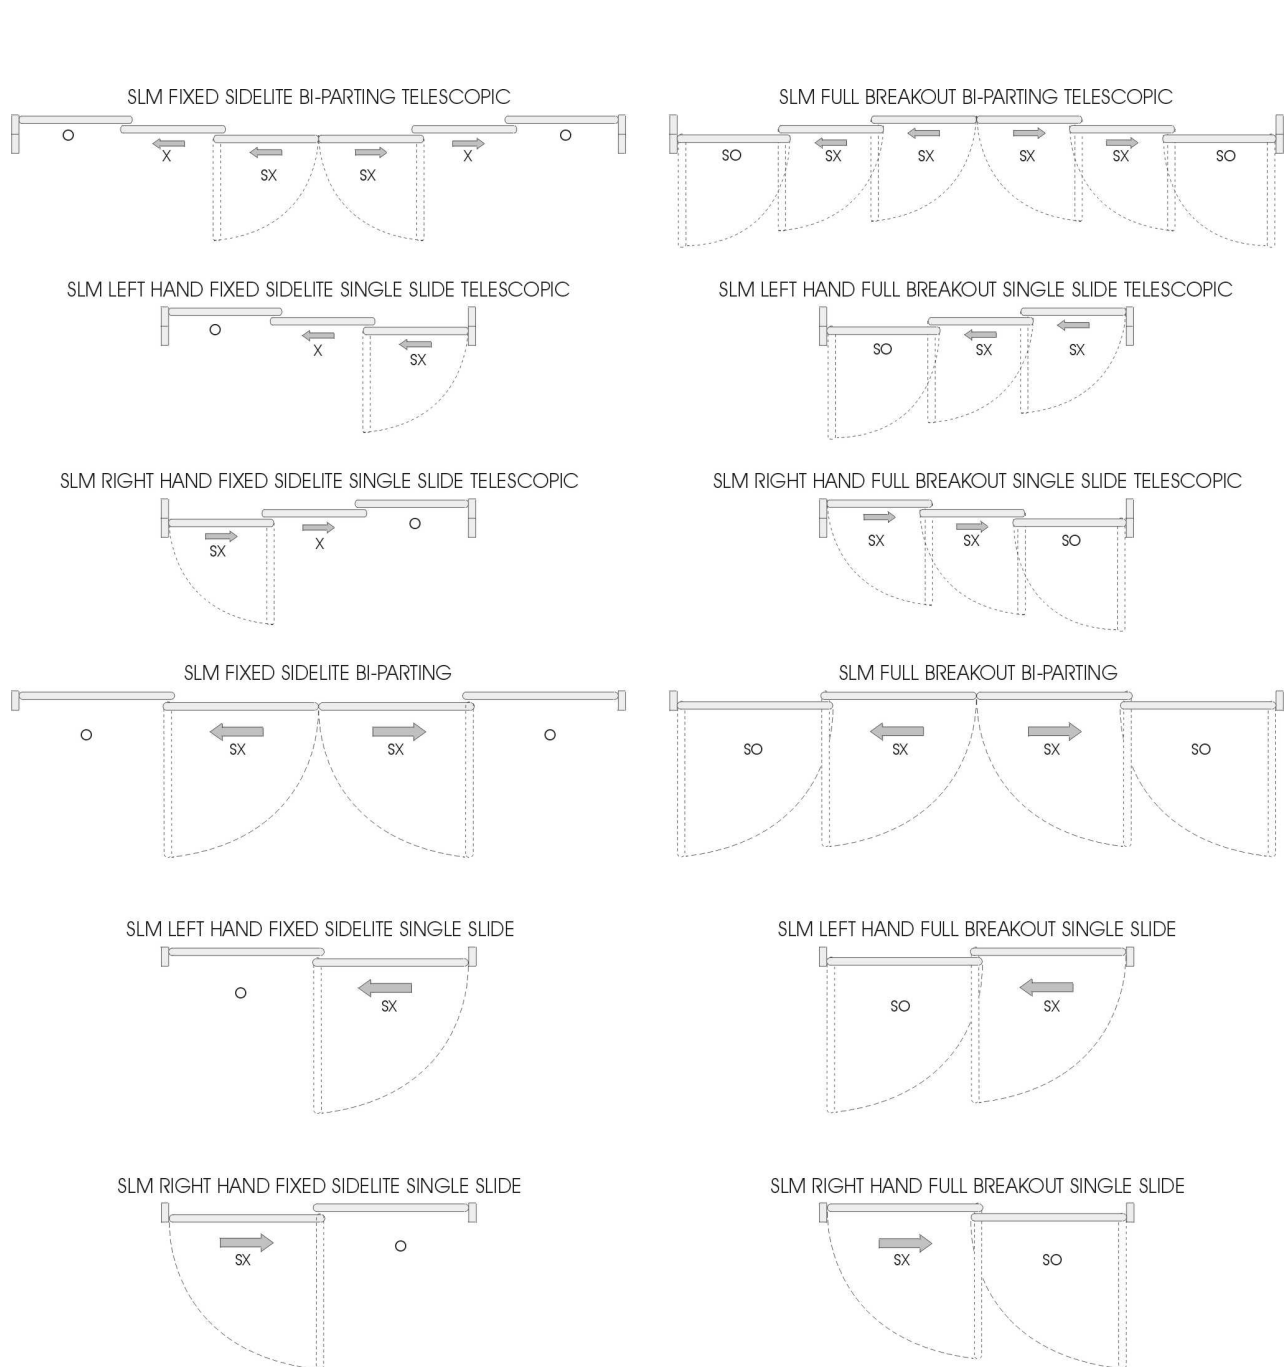 SLM FIXED SIDELITE BI-PARTING TELESCOPIC
O X SX SX X O
SLM FULL BREAKOUT BI-PARTING TELESCOPIC
SO SX SX SX SX SO
SLM LEFT HAND FIXED SIDELITE SINGLE SLIDE TELESCOPIC
O X SX
SLM LEFT HAND FULL BREAKOUT SINGLE SLIDE TELESCOPIC
SO SX SX
SLM RIGHT HAND FIXED SIDELITE SINGLE SLIDE TELESCOPIC
SX X O
SLM RIGHT HAND FULL BREAKOUT SINGLE SLIDE TELESCOPIC
SX SX SO
SLM FIXED SIDELITE BI-PARTING
O SX SX O
SLM FULL BREAKOUT BI-PARTING
SO SX SX SO
SLM LEFT HAND FIXED SIDELITE SINGLE SLIDE
O SX
SLM LEFT HAND FULL BREAKOUT SINGLE SLIDE
SO SX
SLM RIGHT HAND FIXED SIDELITE SINGLE SLIDE
SX O
SLM RIGHT HAND FULL BREAKOUT SINGLE SLIDE
SX SO